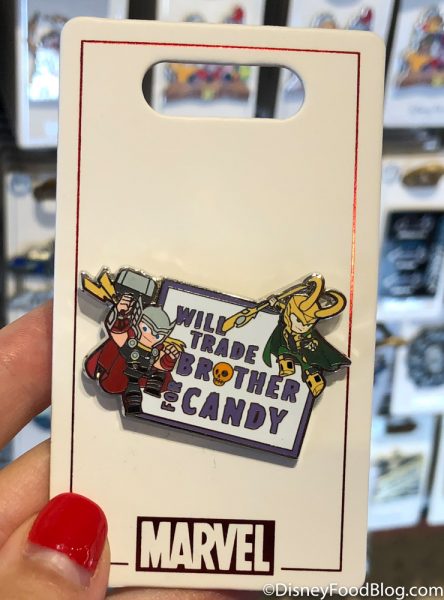 WILL
TRADE
BROTHER
FOR CANDY
MARVEL
©DisneyFoodBlog.com